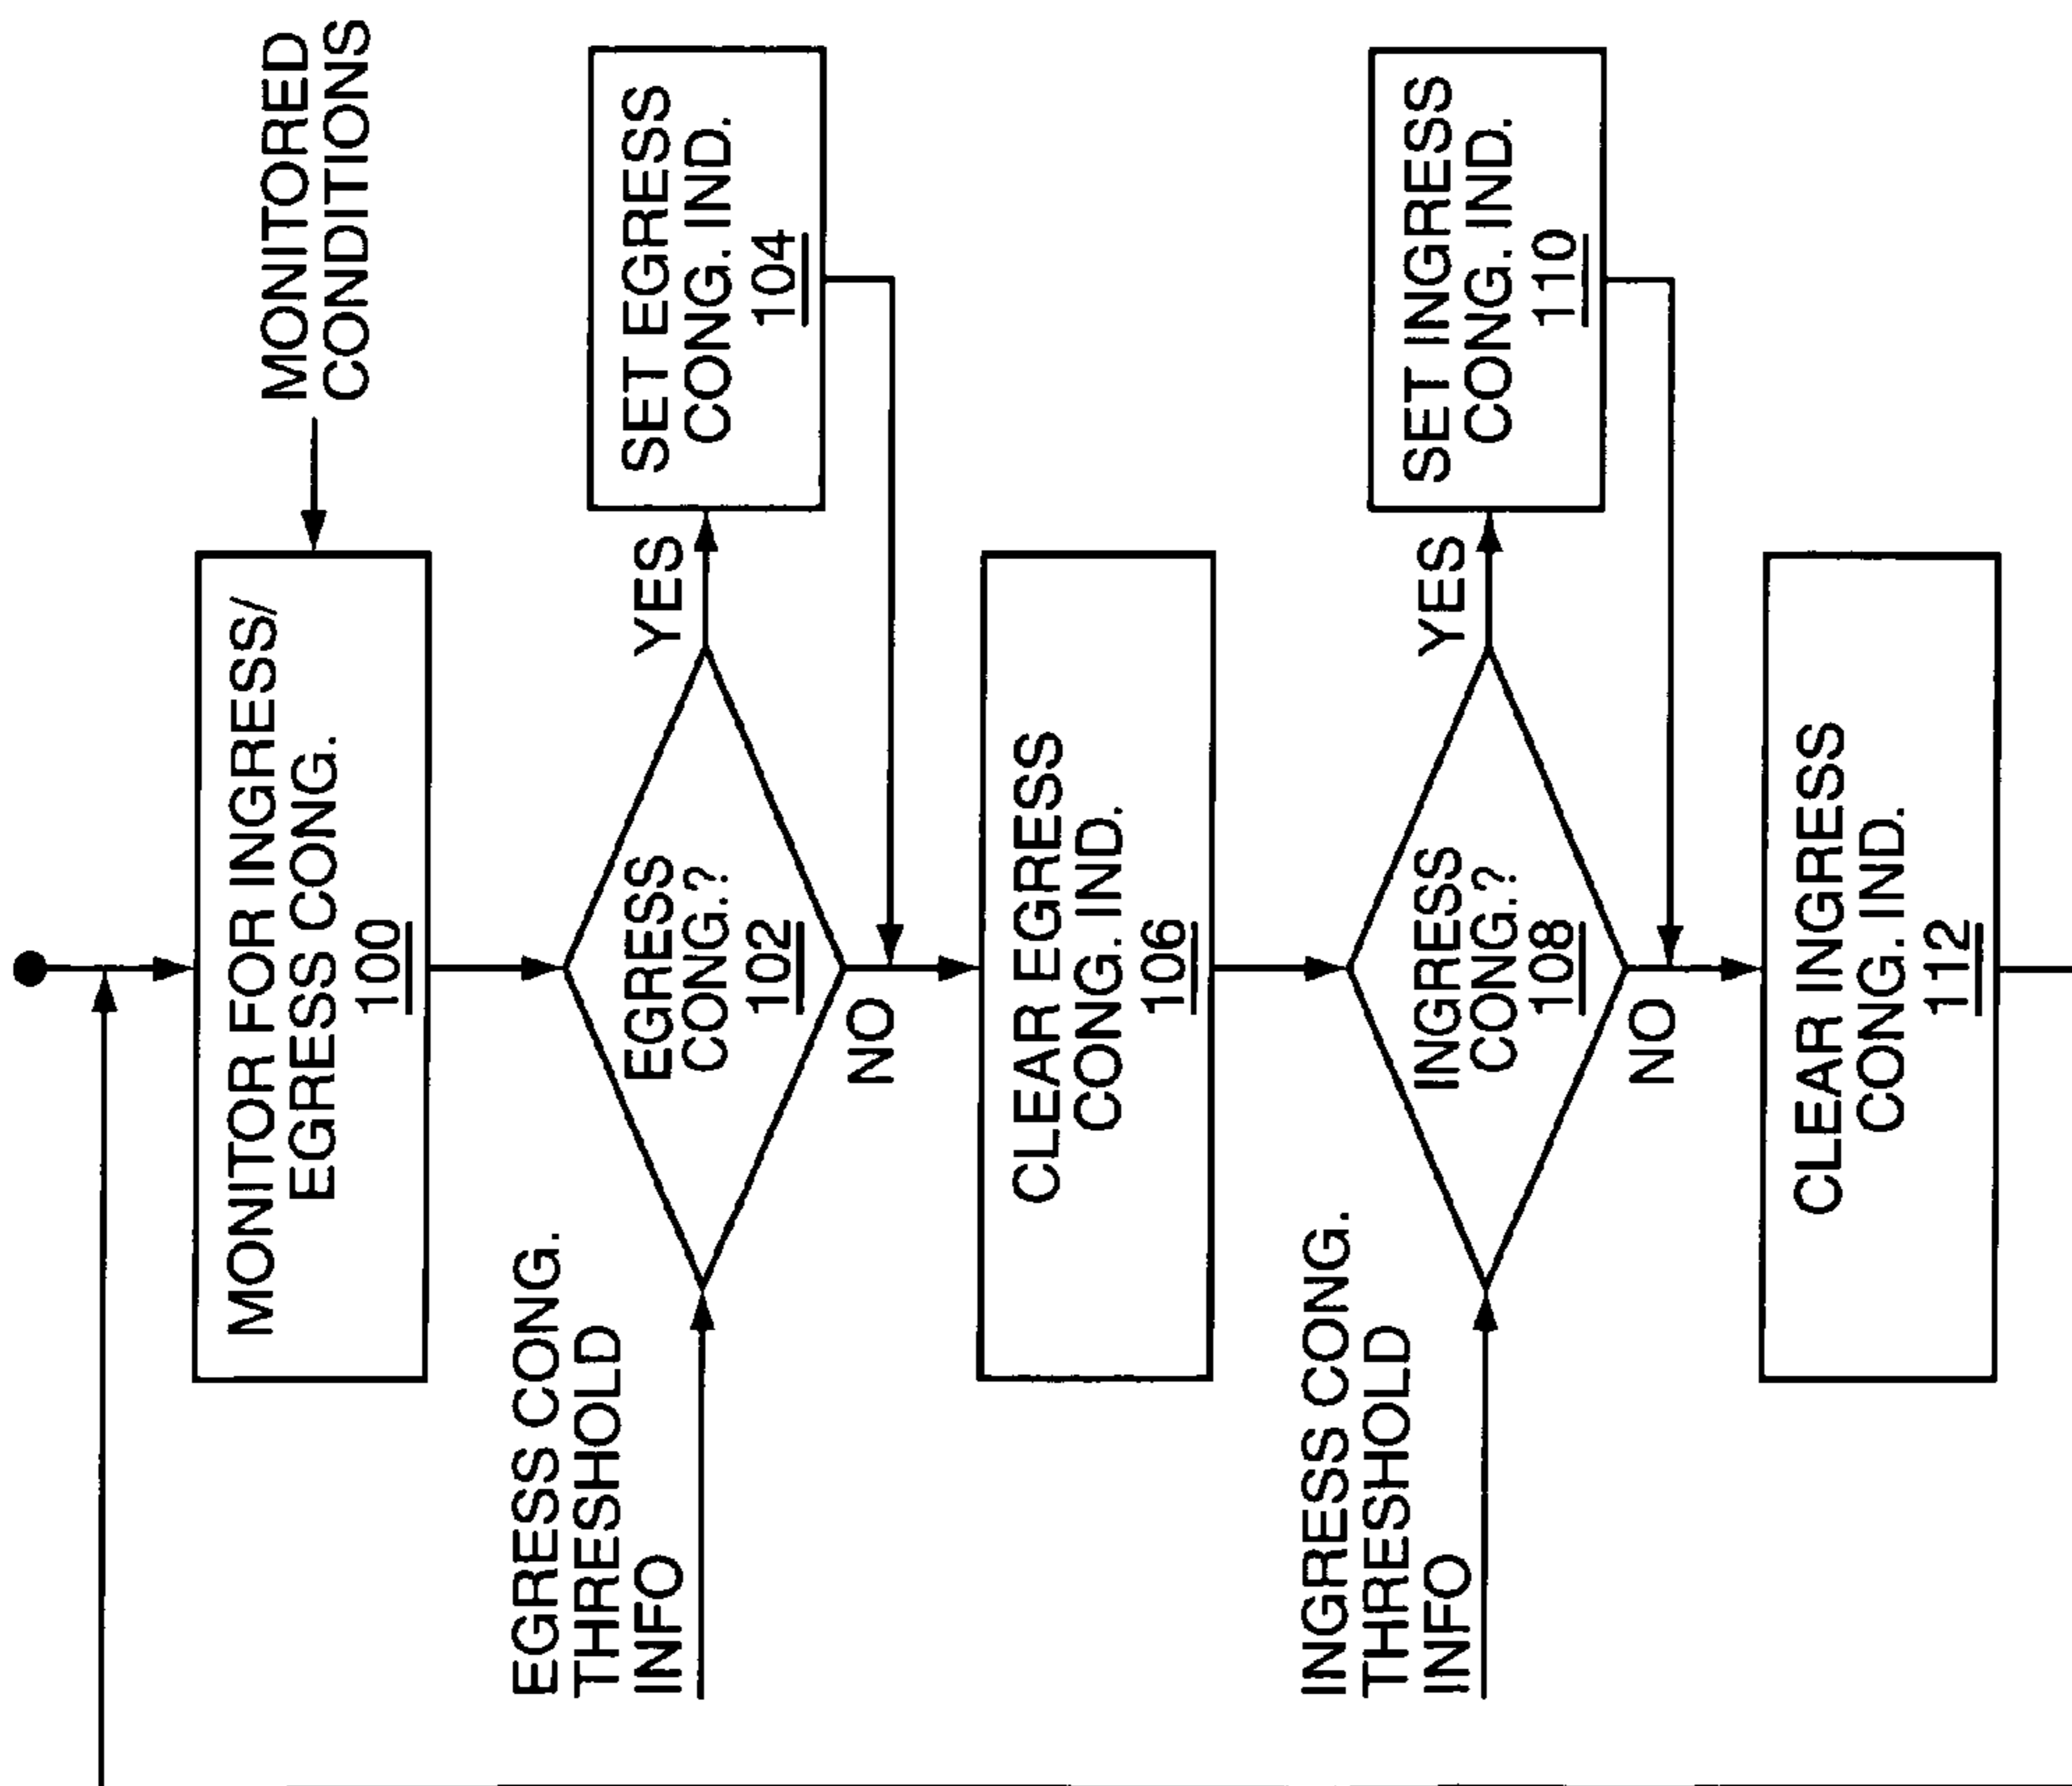 MONITORED
CONDITIONS
MONITOR FOR INGRESS/
EGRESS CONG.
100
EGRESS CONG.
THRESHOLD
INFO
EGRESS
CONG.?
102
YES
SET EGRESS
CONG. IND.
104
NO
CLEAR EGRESS
CONG. IND.
106
INGRESS CONG.
THRESHOLD
INFO
INGRESS
CONG.?
108
YES
SET INGRESS
CONG. IND.
110
NO
CLEAR INGRESS
CONG. IND.
112